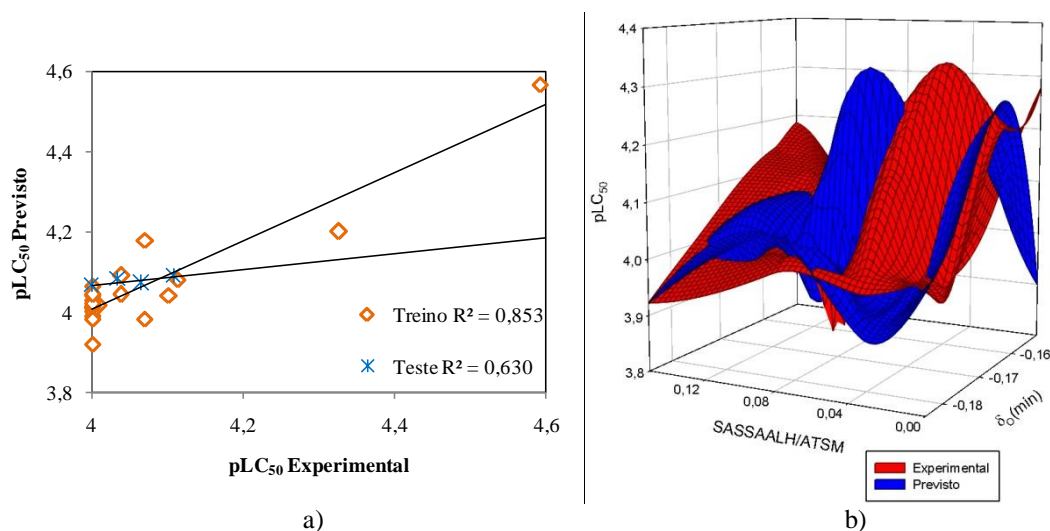 4,6
4,4
4,2
4
3,8
pLC50 Previsto
4
4,2
4,4
4,6
pLC50 Experimental
Treino R² = 0,853
Teste R² = 0,630
a)
4,4
4,3
4,2
4,1
4,0
3,9
3,8
pLC50
0,12
0,08
0,04
0,00
SASSAALH/ATSM
-0,16
-0,17
-0,18
δO(min)
Experimental
Previsto
b)